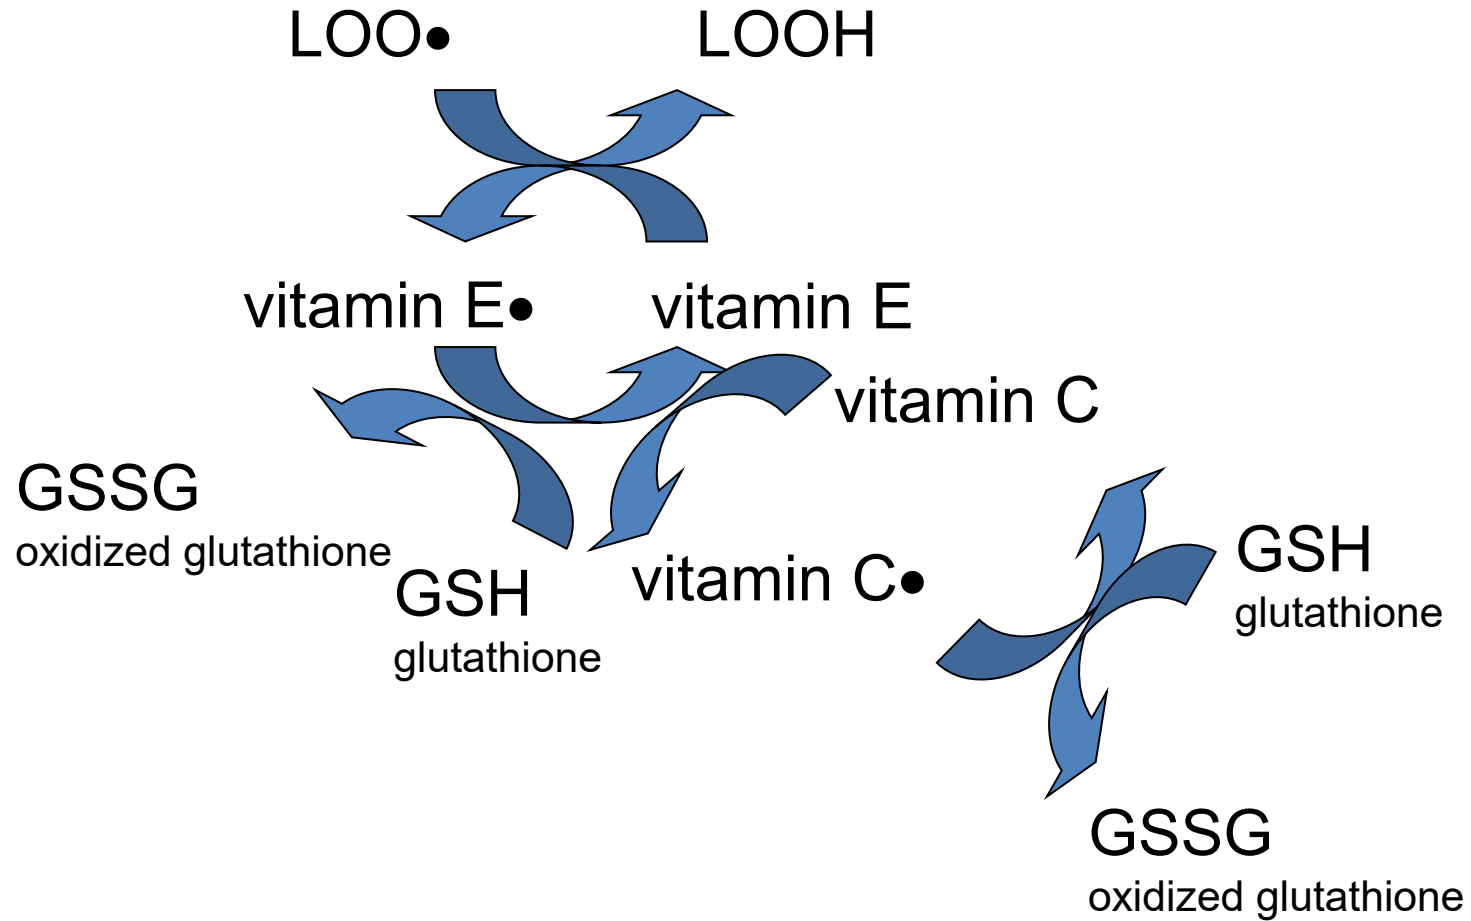 LOO• LOOH
vitamin E• vitamin E
vitamin C
GSSG
oxidized glutathione
GSH
glutathione
vitamin C•
GSH
glutathione
GSSG
oxidized glutathione